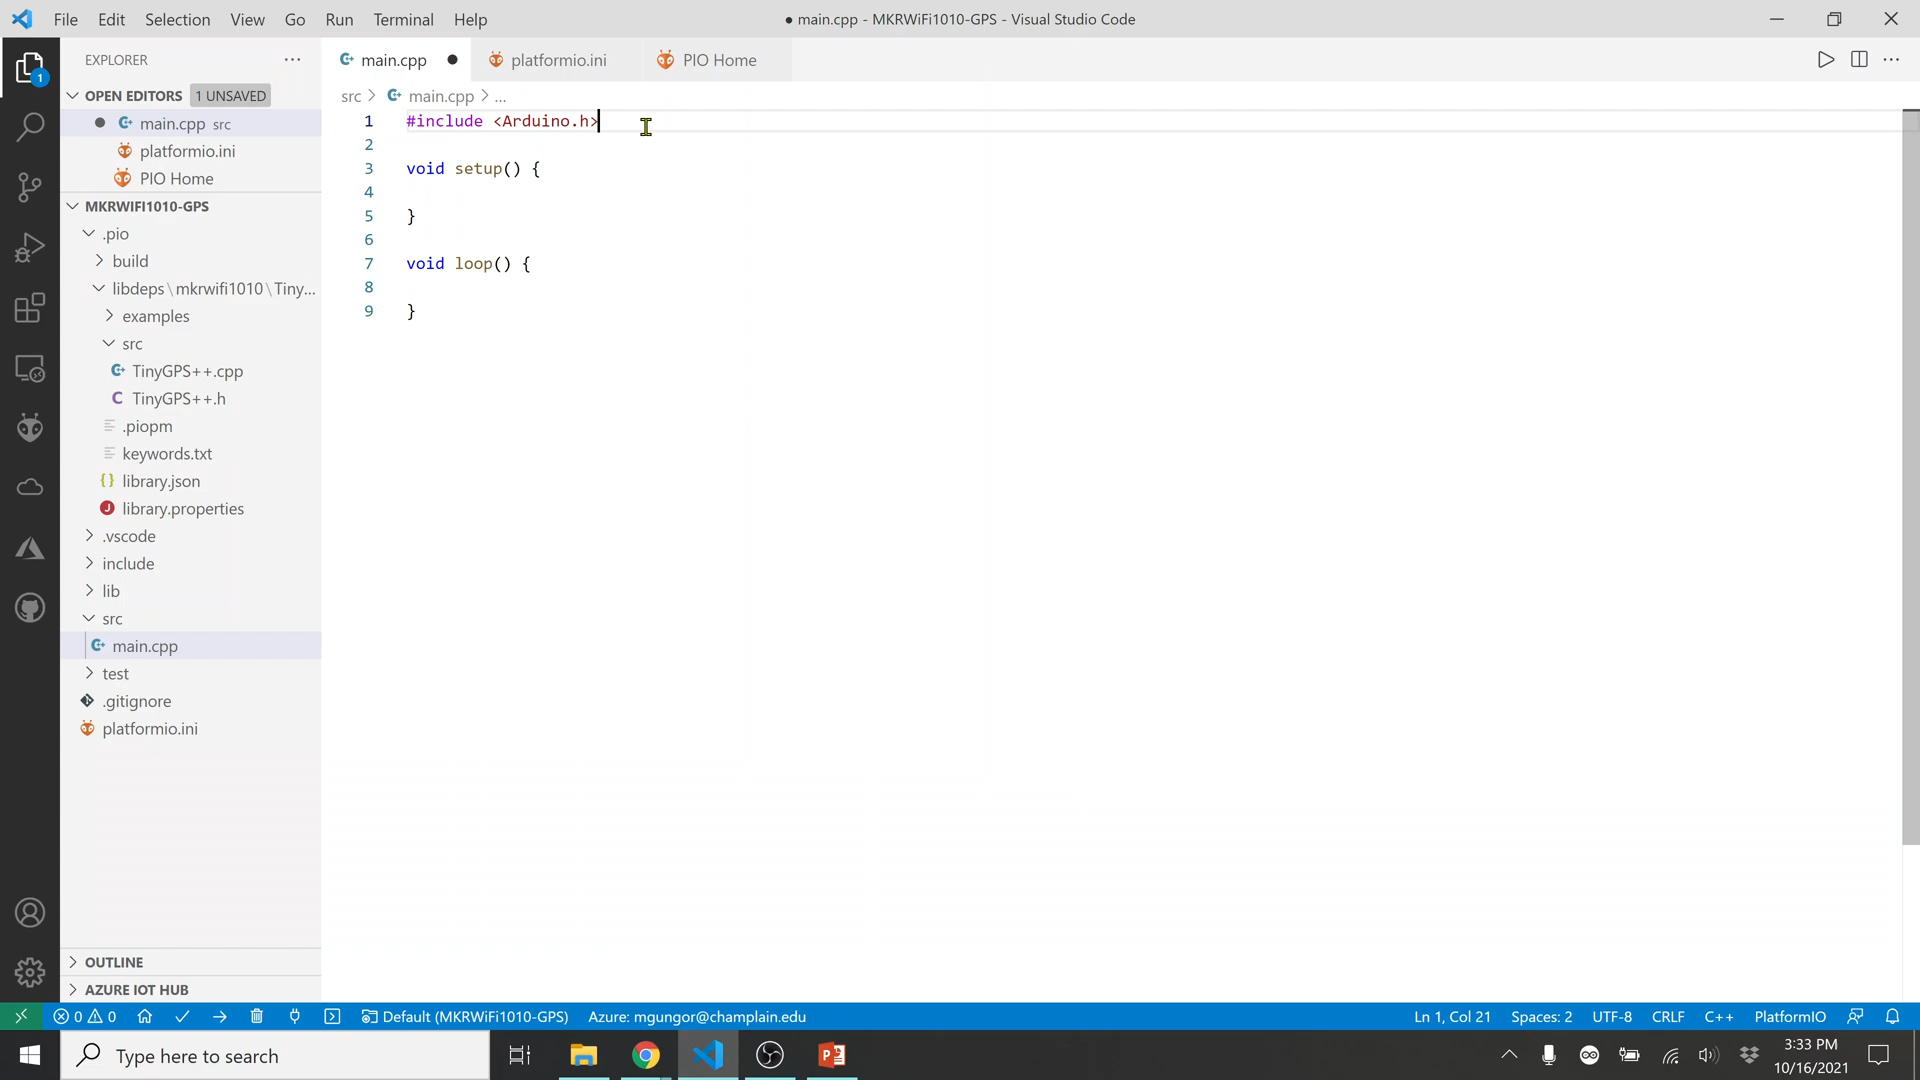 File Edit Selection View Go Run Terminal Help
● main.cpp - MKRWiFi1010-GPS - Visual Studio Code
EXPLORER
main.cpp
platformio.ini
PIO Home
OPEN EDITORS 1 UNSAVED
src > main.cpp > ...
main.cpp src
platformio.ini
PIO Home
MKRWIFI1010-GPS
.pio
build
libdeps\mkrwifi1010\Tiny...
examples
src
TinyGPS++.cpp
TinyGPS++.h
.piopm
keywords.txt
library.json
library.properties
.vscode
include
lib
src
main.cpp
test
.gitignore
platformio.ini
OUTLINE
AZURE IOT HUB
1 #include <Arduino.h>
2
3 void setup() {
4
5 }
6
7 void loop() {
8
9 }
1
0 0 Default (MKRWiFi1010-GPS) Azure: mgungor@champlain.edu
Ln 1, Col 21 Spaces: 2 UTF-8 CRLF C++ PlatformIO
Type here to search
3:33 PM
10/16/2021